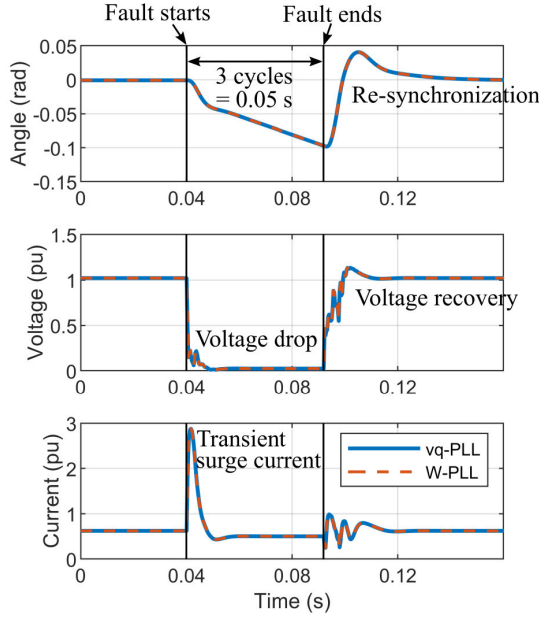 Fault starts
Fault ends
0.05
0
-0.05
-0.1
-0.15
Angle (rad)
3 cycles
= 0.05 s
Re-synchronization
0
0.04
0.08
0.12
1.5
1
0.5
0
Voltage (pu)
Voltage drop
Voltage recovery
0
0.04
0.08
0.12
3
2
1
0
Current (pu)
Transient
surge current
vq-PLL
W-PLL
0
0.04
0.08
0.12
Time (s)